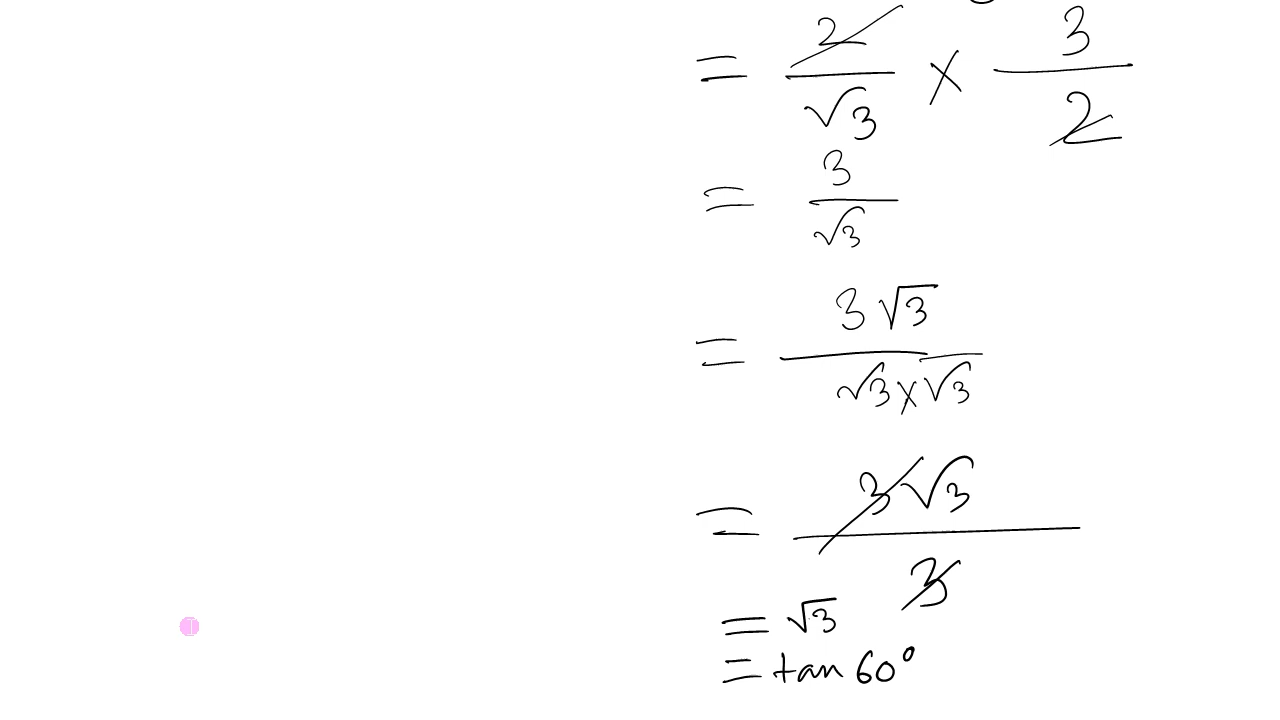 = 2/√3 × 3/2
= 3/√3
= 3√3/√3×√3
= 3√3/3
= √3
= tan 60°